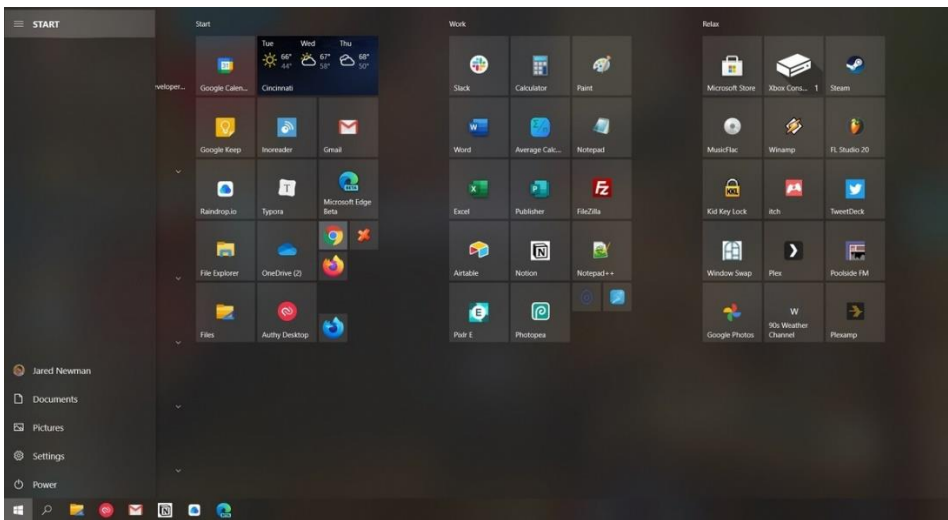 START
Start
Work
Relax
Tue Wed Thu
66° 67° 68°
44° 58° 50°
veloper...
Google Calen...
Cincinnati
Slack
Calculator
Paint
Microsoft Store
Xbox Cons... 1
Steam
Google Keep
Inoreader
Gmail
Word
Average Calc...
Notepad
MusicFlac
Winamp
FL Studio 20
Raindrop.io
Typora
Microsoft Edge
Beta
Excel
Publisher
FileZilla
Kid Key Lock
itch
TweetDeck
File Explorer
OneDrive (2)
Airtable
Notion
Notepad++
Window Swap
Plex
Poolside FM
Files
Authy Desktop
Pixlr E
Photopea
Google Photos
W
90s Weather
Channel
Plexamp
Jared Newman
Documents
Pictures
Settings
Power